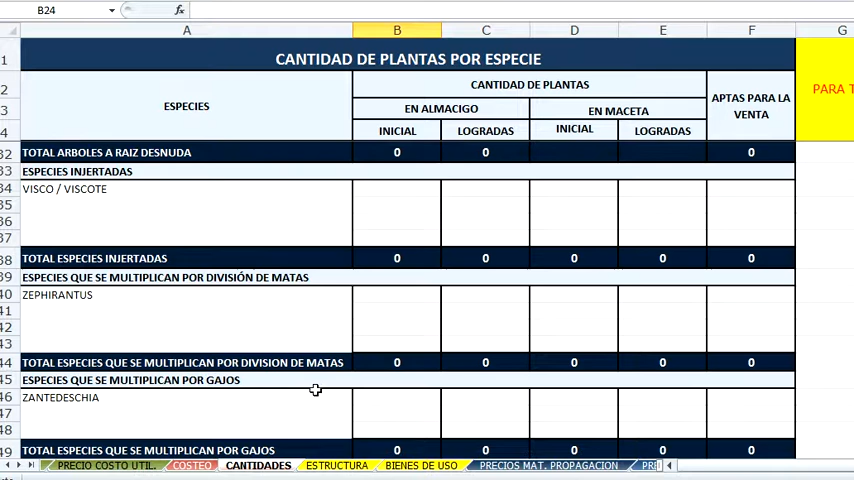 B24 fx
A B C D E F G
1 CANTIDAD DE PLANTAS POR ESPECIE
2 ESPECIES CANTIDAD DE PLANTAS APTAS PARA LA VENTA PARA T
3 EN ALMACIGO EN MACETA
4 INICIAL LOGRADAS INICIAL LOGRADAS
32 TOTAL ARBOLES A RAIZ DESNUDA 0 0 0
33 ESPECIES INJERTADAS
34 VISCO / VISCOTE
35
36
37
38 TOTAL ESPECIES INJERTADAS 0 0 0 0 0
39 ESPECIES QUE SE MULTIPLICAN POR DIVISIÓN DE MATAS
40 ZEPHIRANTUS
41
42
43
44 TOTAL ESPECIES QUE SE MULTIPLICAN POR DIVISION DE MATAS 0 0 0 0 0
45 ESPECIES QUE SE MULTIPLICAN POR GAJOS
46 ZANTEDESCHIA
47
48
49 TOTAL ESPECIES QUE SE MULTIPLICAN POR GAJOS 0 0 0 0 0
PRECIO COSTO UTIL. COSTEO CANTIDADES ESTRUCTURA BIENES DE USO PRECIOS MAT. PROPAGACION PRE